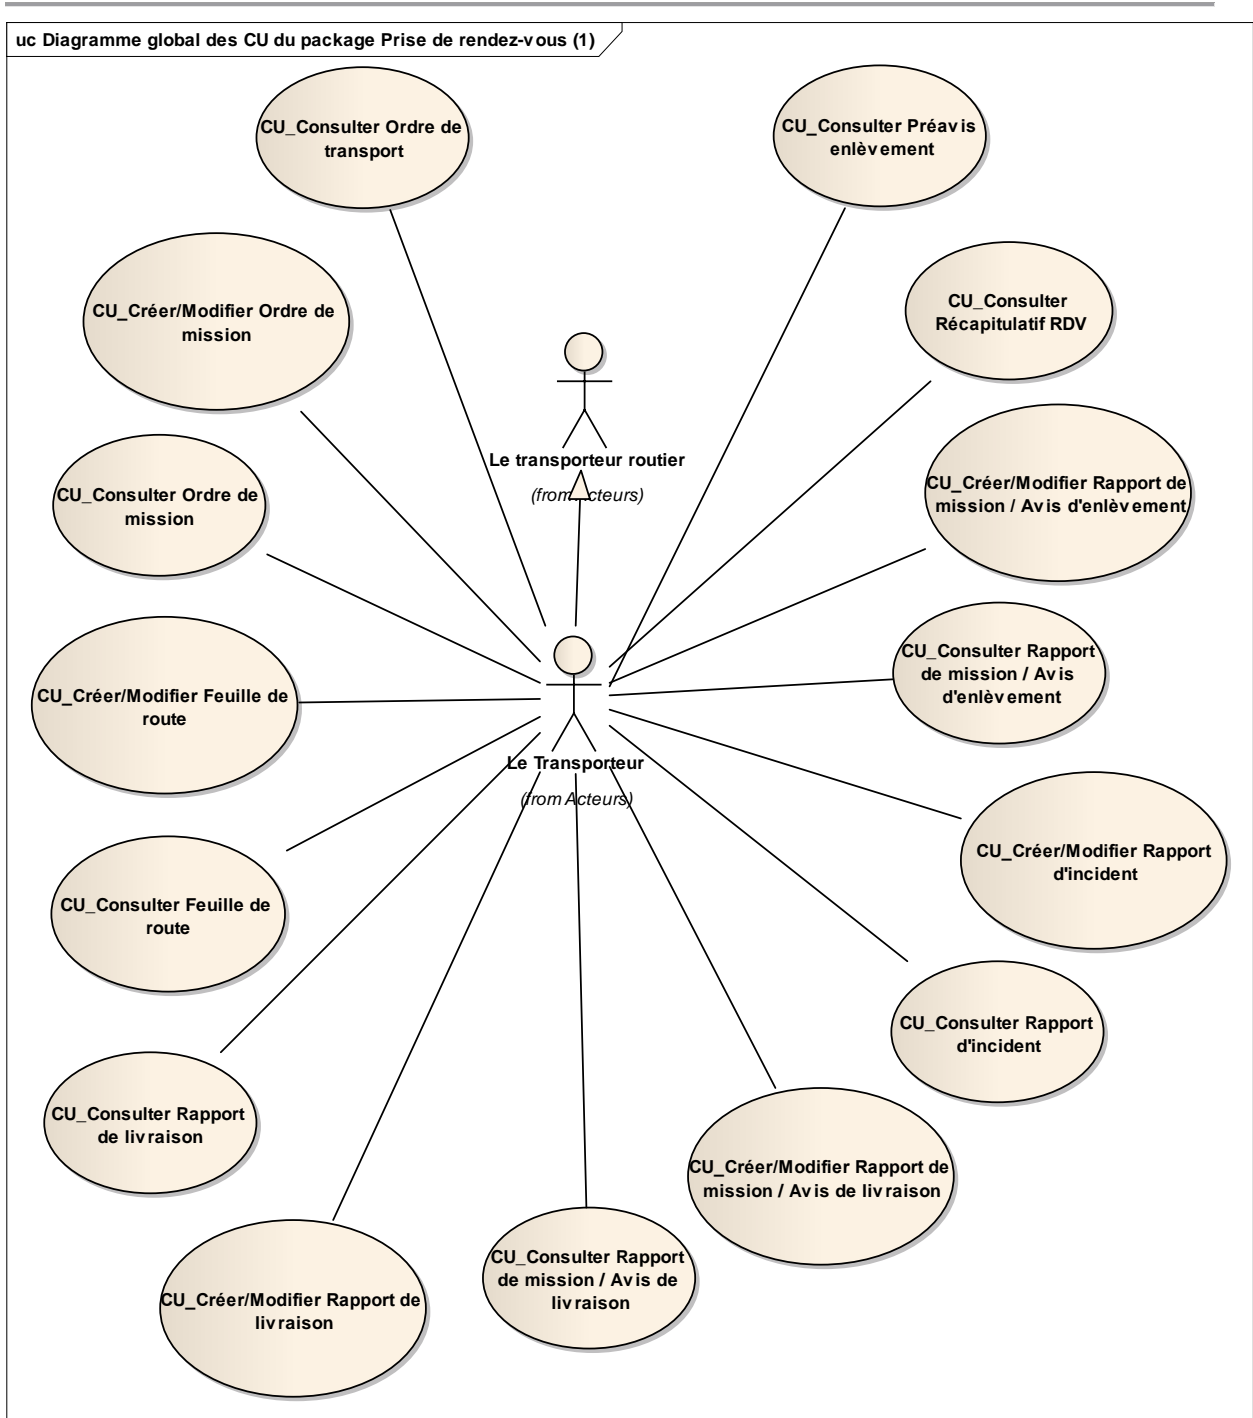 uc Diagramme global des CU du package Prise de rendez-vous (1)
CU_Consulter Ordre de
transport
CU_Consulter Préavis
enlèvement
CU_Créer/Modifier Ordre de
mission
CU_Consulter
Récapitulatif RDV
Le transporteur routier
(from Acteurs)
CU_Consulter Ordre de
mission
CU_Créer/Modifier Rapport de
mission / Avis d'enlèvement
CU_Créer/Modifier Feuille de
route
CU_Consulter Rapport
de mission / Avis
d'enlèvement
Le Transporteur
(from Acteurs)
CU_Créer/Modifier Rapport
d'incident
CU_Consulter Feuille de
route
CU_Consulter Rapport
d'incident
CU_Consulter Rapport
de livraison
CU_Créer/Modifier Rapport de
mission / Avis de livraison
CU_Consulter Rapport
de mission / Avis de
livraison
CU_Créer/Modifier Rapport de
livraison